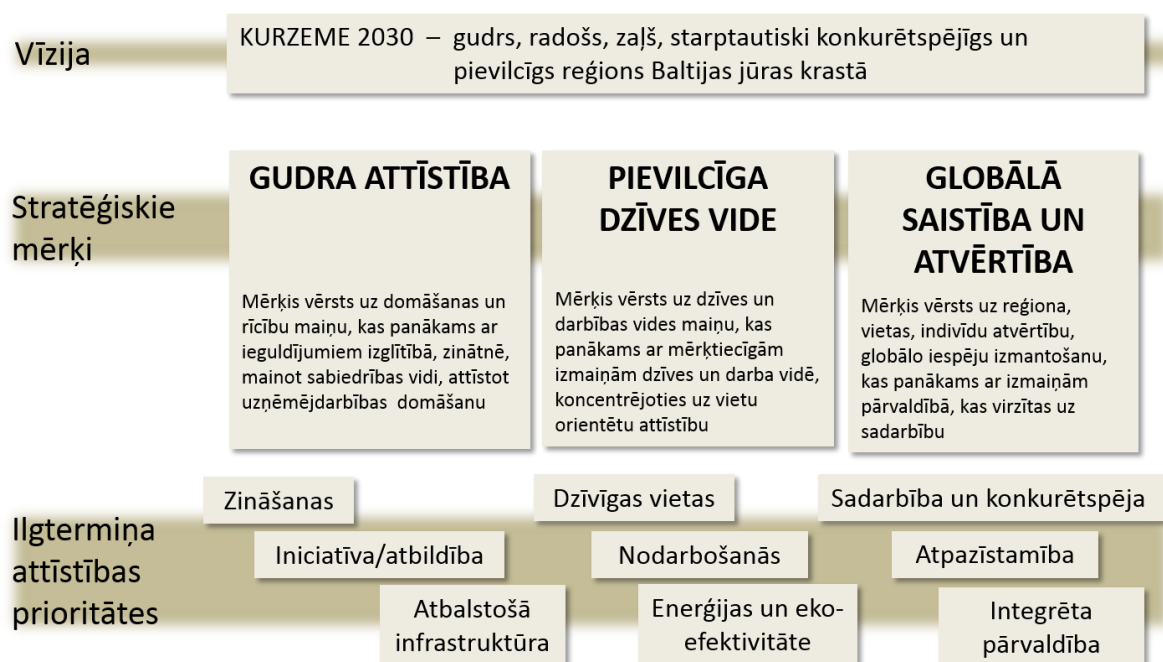 Vīzija
KURZEME 2030 – gudrs, radošs, zaļš, starptautiski konkurētspējīgs un
pievilcīgs reģions Baltijas jūras krastā
Stratēģiskie
mērķi
GUDRA ATTĪSTĪBA
Mērķis vērsts uz domāšanas un
rīcību maiņu, kas panākams ar
ieguldījumiem izglītībā, zinātnē,
mainot sabiedrības vidi, attīstot
uzņēmējdarbības domāšanu
PIEVILCĪGA
DZĪVES VIDE
Mērķis vērsts uz dzīves un
darbības vides maiņu, kas
panākams ar mērķtiecīgām
izmaiņām dzīves un darba vidē,
koncentrējoties uz vietu
orientētu attīstību
GLOBĀLĀ
SAISTĪBA UN
ATVĒRTĪBA
Mērķis vērsts uz reģiona,
vietas, indivīdu atvērtību,
globālo iespēju izmantošanu,
kas panākams ar izmaiņām
pārvaldībā, kas virzītas uz
sadarbību
Ilgtermiņa
attīstības
prioritātes
Zināšanas
Iniciatīva/atbildība
Atbalstošā
infrastruktūra
Dzīvīgas vietas
Nodarbošanās
Enerģijas un eko-
efektivitāte
Sadarbība un konkurētspēja
Atpazīstamība
Integrēta
pārvaldība